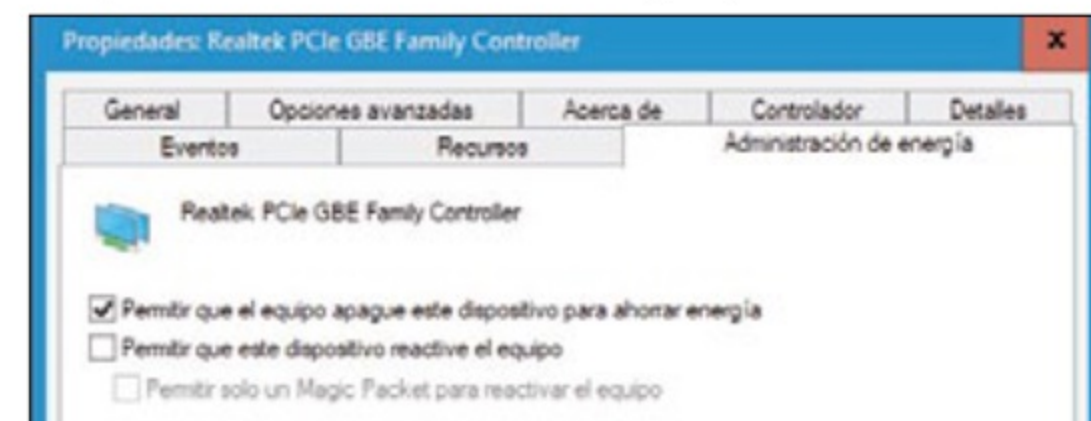 Propiedades: Realtek PCIe GBE Family Controller
General Opciones avanzadas Acerca de Controlador Detalles
Eventos Recursos Administración de energía
Realtek PCIe GBE Family Controller
Permitir que el equipo apague este dispositivo para ahorrar energía
Permitir que este dispositivo reactive el equipo
Permitir solo un Magic Packet para reactivar el equipo